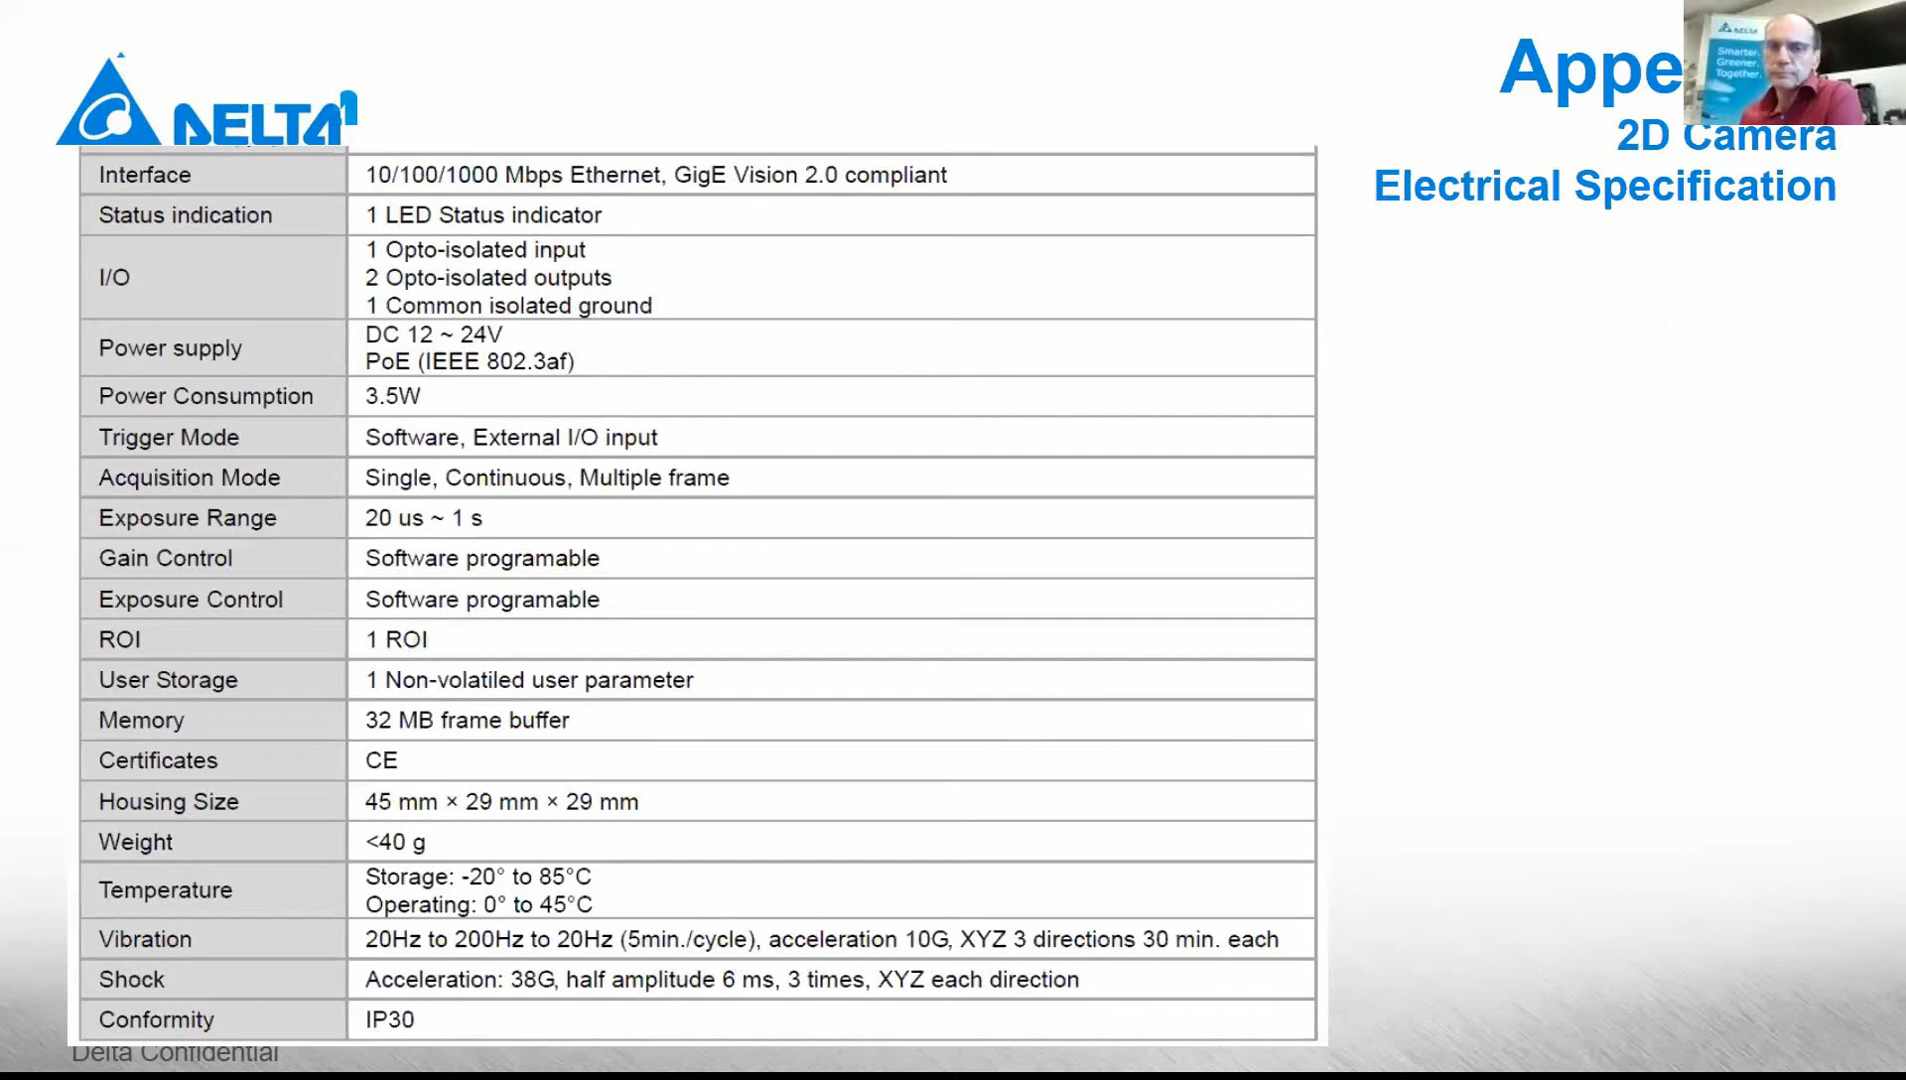 DELTA
Appe
2D Camera
Electrical Specification
Smarter.
Greener.
Together.
Interface 10/100/1000 Mbps Ethernet, GigE Vision 2.0 compliant
Status indication 1 LED Status indicator
I/O 1 Opto-isolated input
2 Opto-isolated outputs
1 Common isolated ground
Power supply DC 12 ~ 24V
PoE (IEEE 802.3af)
Power Consumption 3.5W
Trigger Mode Software, External I/O input
Acquisition Mode Single, Continuous, Multiple frame
Exposure Range 20 us ~ 1 s
Gain Control Software programable
Exposure Control Software programable
ROI 1 ROI
User Storage 1 Non-volatiled user parameter
Memory 32 MB frame buffer
Certificates CE
Housing Size 45 mm × 29 mm × 29 mm
Weight <40 g
Temperature Storage: -20° to 85°C
Operating: 0° to 45°C
Vibration 20Hz to 200Hz to 20Hz (5min./cycle), acceleration 10G, XYZ 3 directions 30 min. each
Shock Acceleration: 38G, half amplitude 6 ms, 3 times, XYZ each direction
Conformity IP30
Delta Confidential